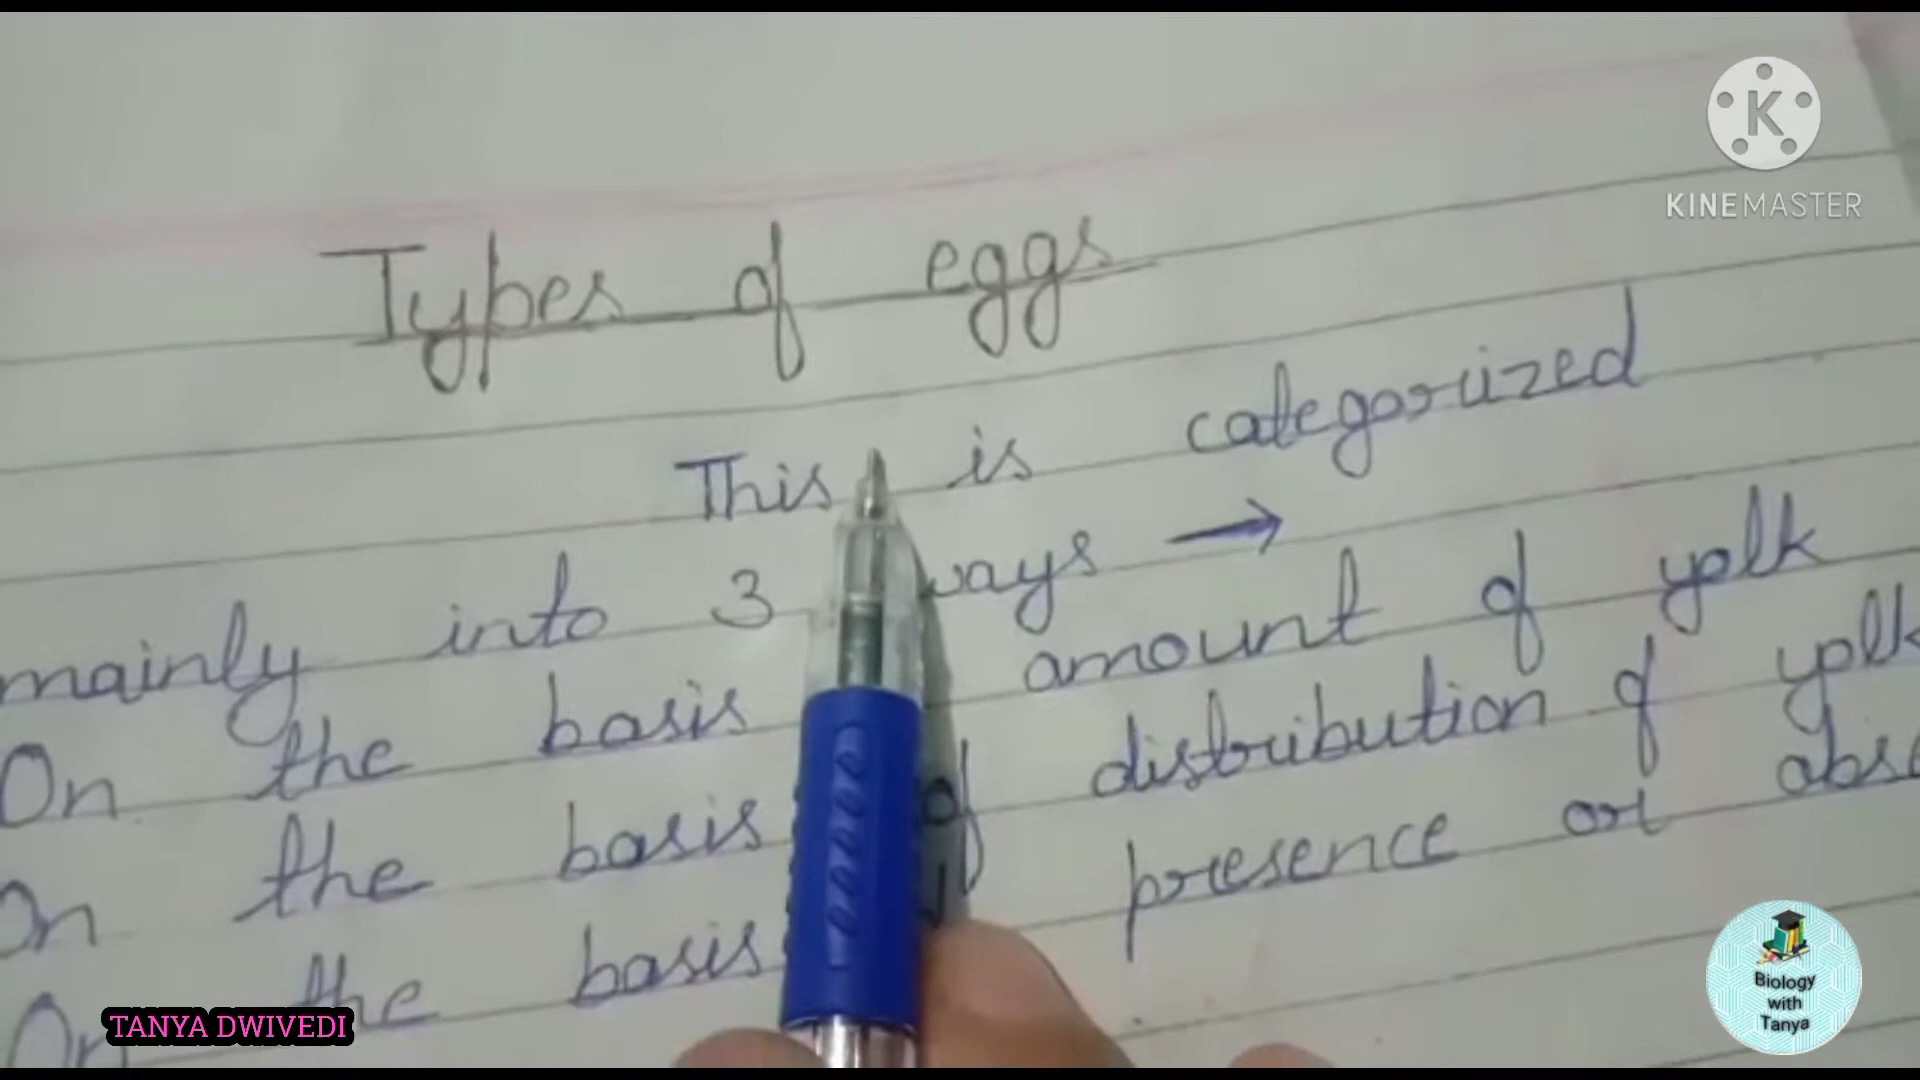 KINEMASTER
Types of eggs
This is categorized
mainly into 3 ways →
On the basis amount of yolk
On the basis of distribution of yolk
On the basis presence or
TANYA DWIVEDI
Biology
with
Tanya